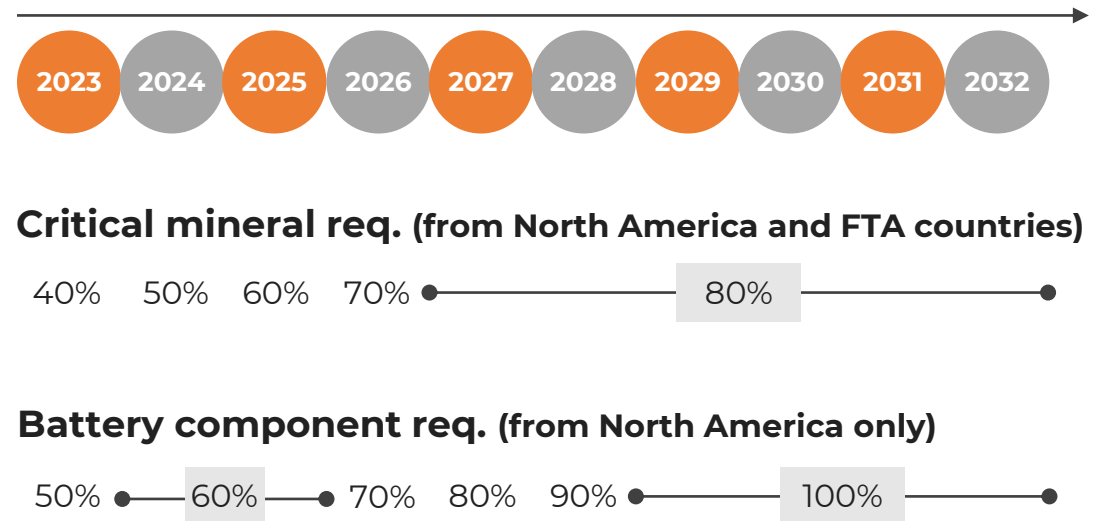 2023 2024 2025 2026 2027 2028 2029 2030 2031 2032
Critical mineral req. (from North America and FTA countries)
40% 50% 60% 70% 80%
Battery component req. (from North America only)
50% 60% 70% 80% 90% 100%